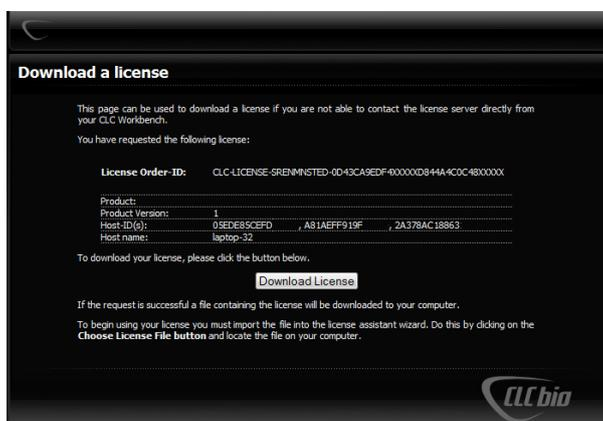 Download a license
This page can be used to download a license if you are not able to contact the license server directly from
your CLC Workbench.
You have requested the following license:
License Order-ID: CLC-LICENSE-SRENMNSTED-0D43CA9EDF4XXXXXD844A4C0C48XXXXX
Product:
Product Version: 1
Host-ID(s): 05EDE85CEFD , A81AEFF919F , 2A378AC18863
Host name: laptop-32
To download your license, please click the button below.
Download License
If the request is successful a file containing the license will be downloaded to your computer.
To begin using your license you must import the file into the license assistant wizard. Do this by clicking on the
Choose License File button and locate the file on your computer.
CLC bio